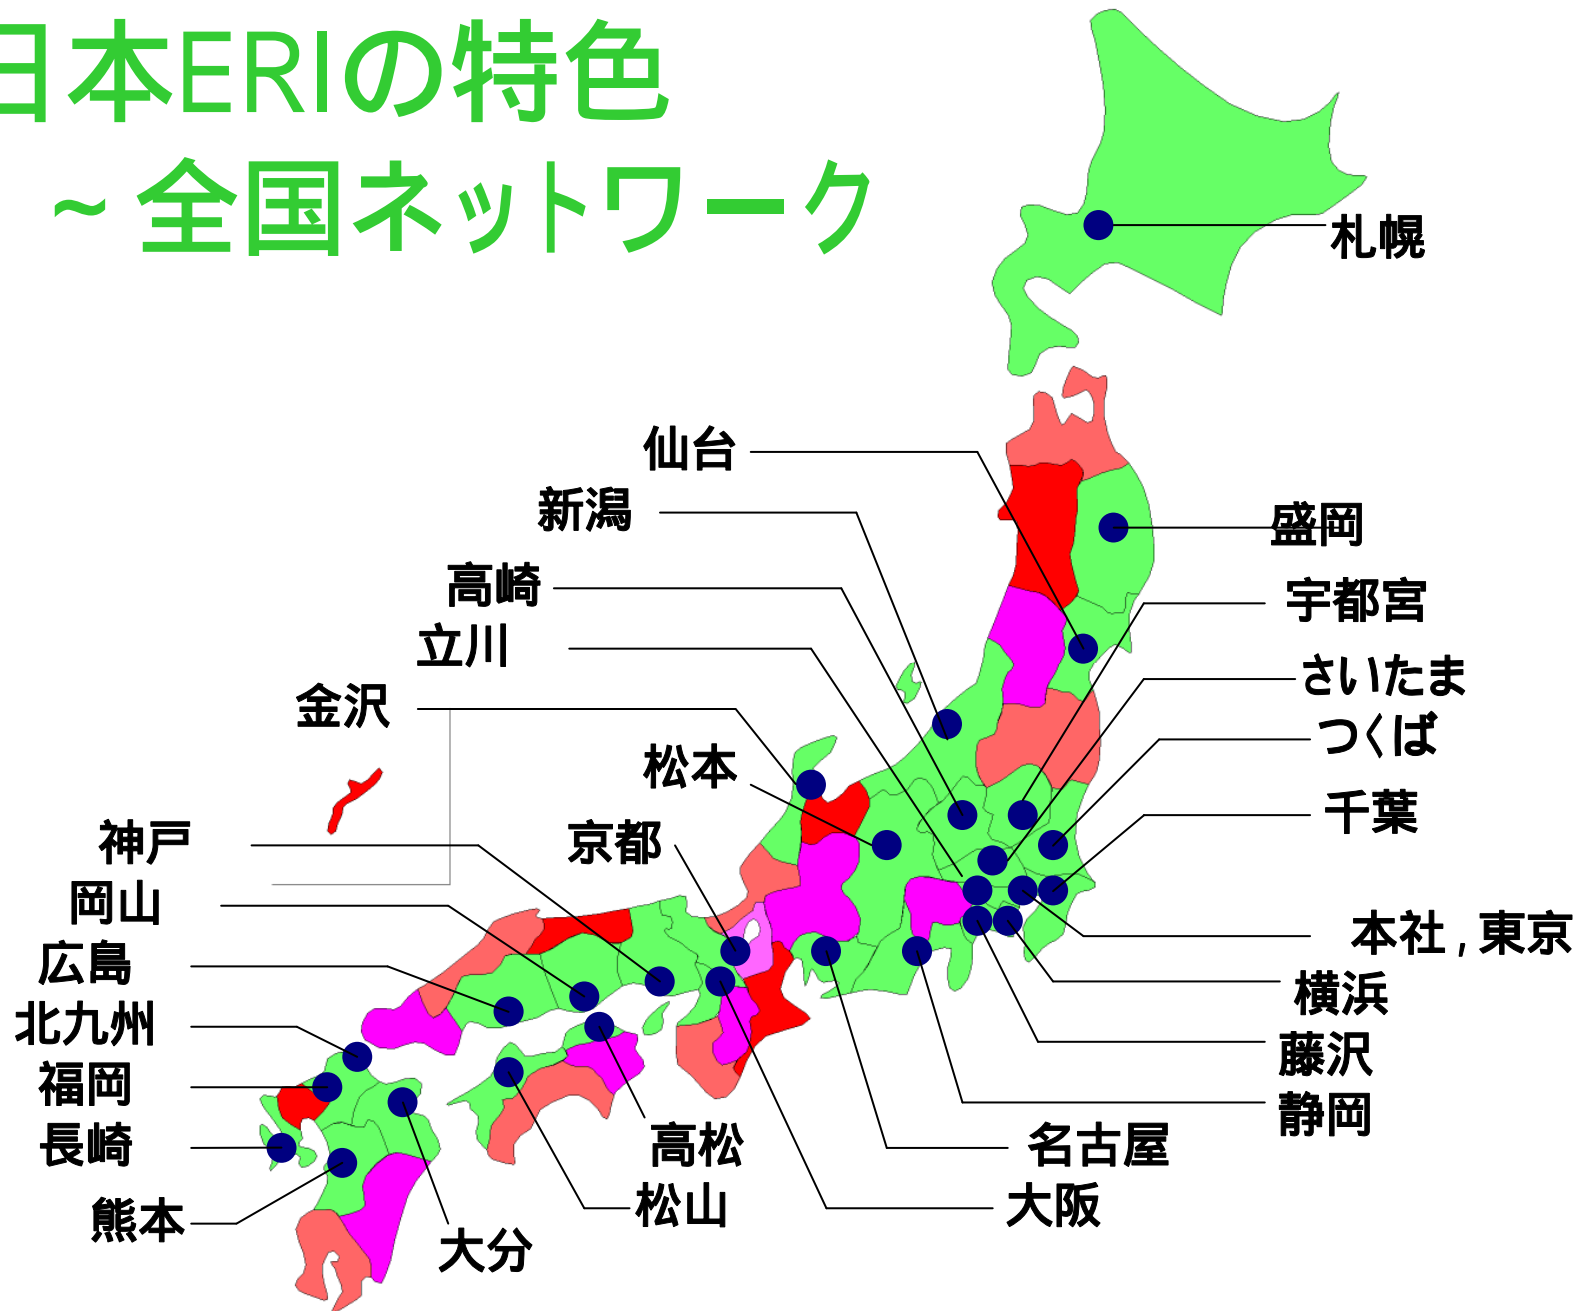 日本ERIの特色
~全国ネットワーク
札幌
仙台
新潟
盛岡
高崎
宇都宮
立川
さいたま
金沢
つくば
松本
千葉
神戸
京都
岡山
本社,東京
広島
横浜
北九州
藤沢
福岡
静岡
長崎
高松
名古屋
松山
大阪
熊本
大分